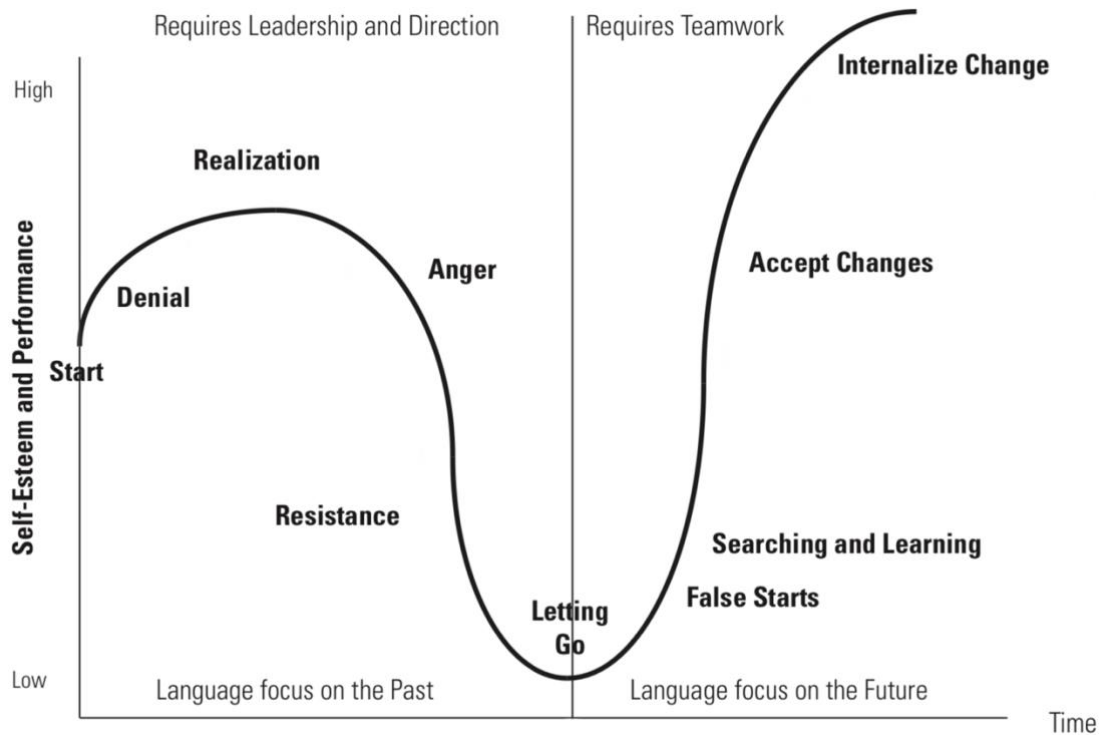 Requires Leadership and Direction
Requires Teamwork
High
Internalize Change
Realization
Anger
Accept Changes
Denial
Start
Self-Esteem and Performance
Resistance
Searching and Learning
False Starts
Letting
Go
Low
Language focus on the Past
Language focus on the Future
Time